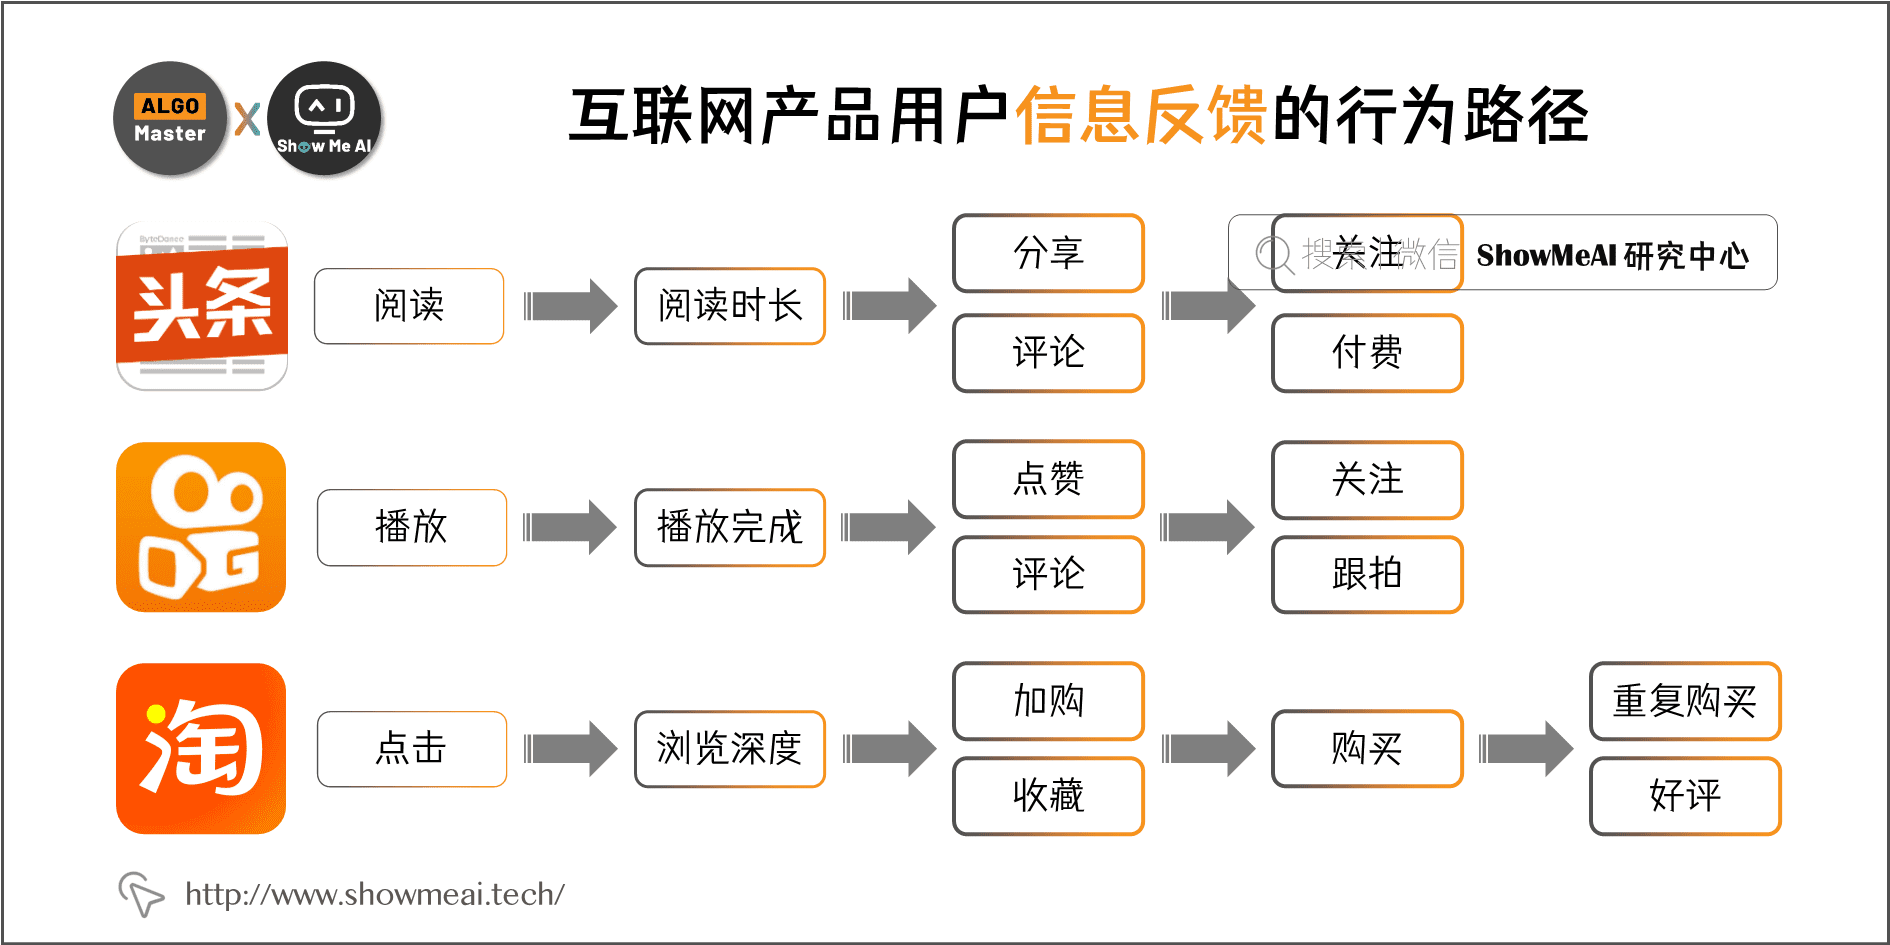 ALGO
Master
X
AI
Show Me AI
互联网产品用户信息反馈的行为路径
ByteDance
头条
阅读
阅读时长
分享
评论
关注
付费
搜索 | 微信 ShowMeAI 研究中心
播放
播放完成
点赞
评论
关注
跟拍
淘
点击
浏览深度
加购
收藏
购买
重复购买
好评
http://www.showmeai.tech/